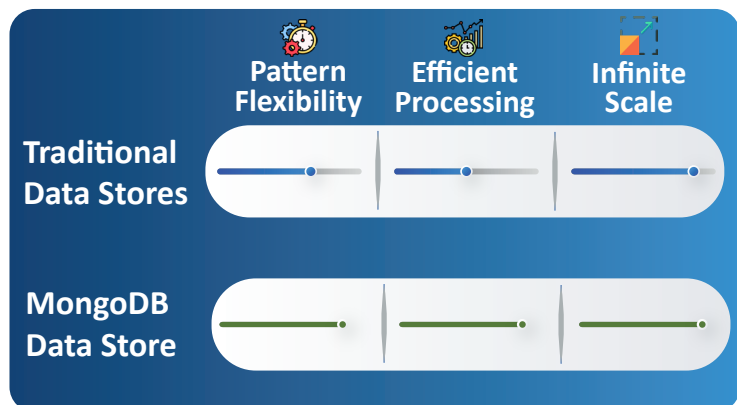 Pattern
Flexibility
Efficient
Processing
Infinite
Scale
Traditional
Data Stores
MongoDB
Data Store